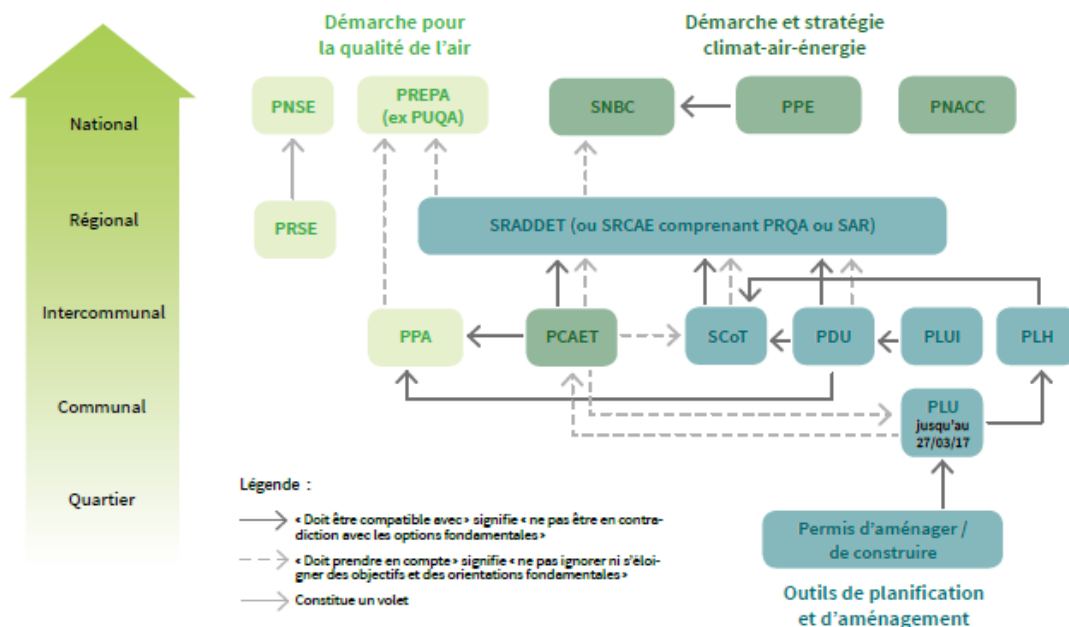 Démarche pour
la qualité de l'air
Démarche et stratégie
climat-air-énergie
National
PNSE
PREPA
(ex PUQA)
SNBC
PPE
PNACC
Régional
PRSE
SRADDET (ou SRCAE comprenant PRQA ou SAR)
Intercommunal
PPA
PCAET
SCoT
PDU
PLUI
PLH
Communal
PLU
jusqu'au
27/03/17
Quartier
Permis d'aménager /
de construire
Outils de planification
et d'aménagement
Légende :
« Doit être compatible avec » signifie « ne pas être en contra-
diction avec les options fondamentales »
« Doit prendre en compte » signifie « ne pas ignorer ni s'éloi-
gner des objectifs et des orientations fondamentales »
Constitue un volet